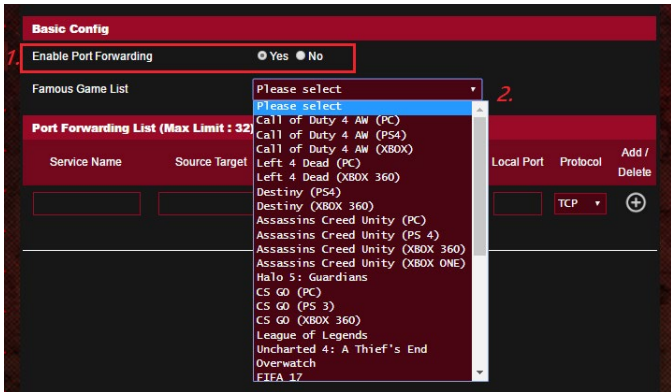 Basic Config
1. Enable Port Forwarding Yes No
Famous Game List Please select 2.
Please select
Call of Duty 4 AW (PC)
Call of Duty 4 AW (PS4)
Call of Duty 4 AW (XBOX)
Left 4 Dead (PC)
Left 4 Dead (XBOX 360)
Destiny (PS4)
Destiny (XBOX 360)
Assassins Creed Unity (PC)
Assassins Creed Unity (PS 4)
Assassins Creed Unity (XBOX 360)
Assassins Creed Unity (XBOX ONE)
Halo 5: Guardians
CS GO (PC)
CS GO (PS 3)
CS GO (XBOX 360)
League of Legends
Uncharted 4: A Thief's End
Overwatch
FIFA 17
Port Forwarding List (Max Limit : 32)
Service Name Source Target Local Port Protocol Add / Delete
TCP